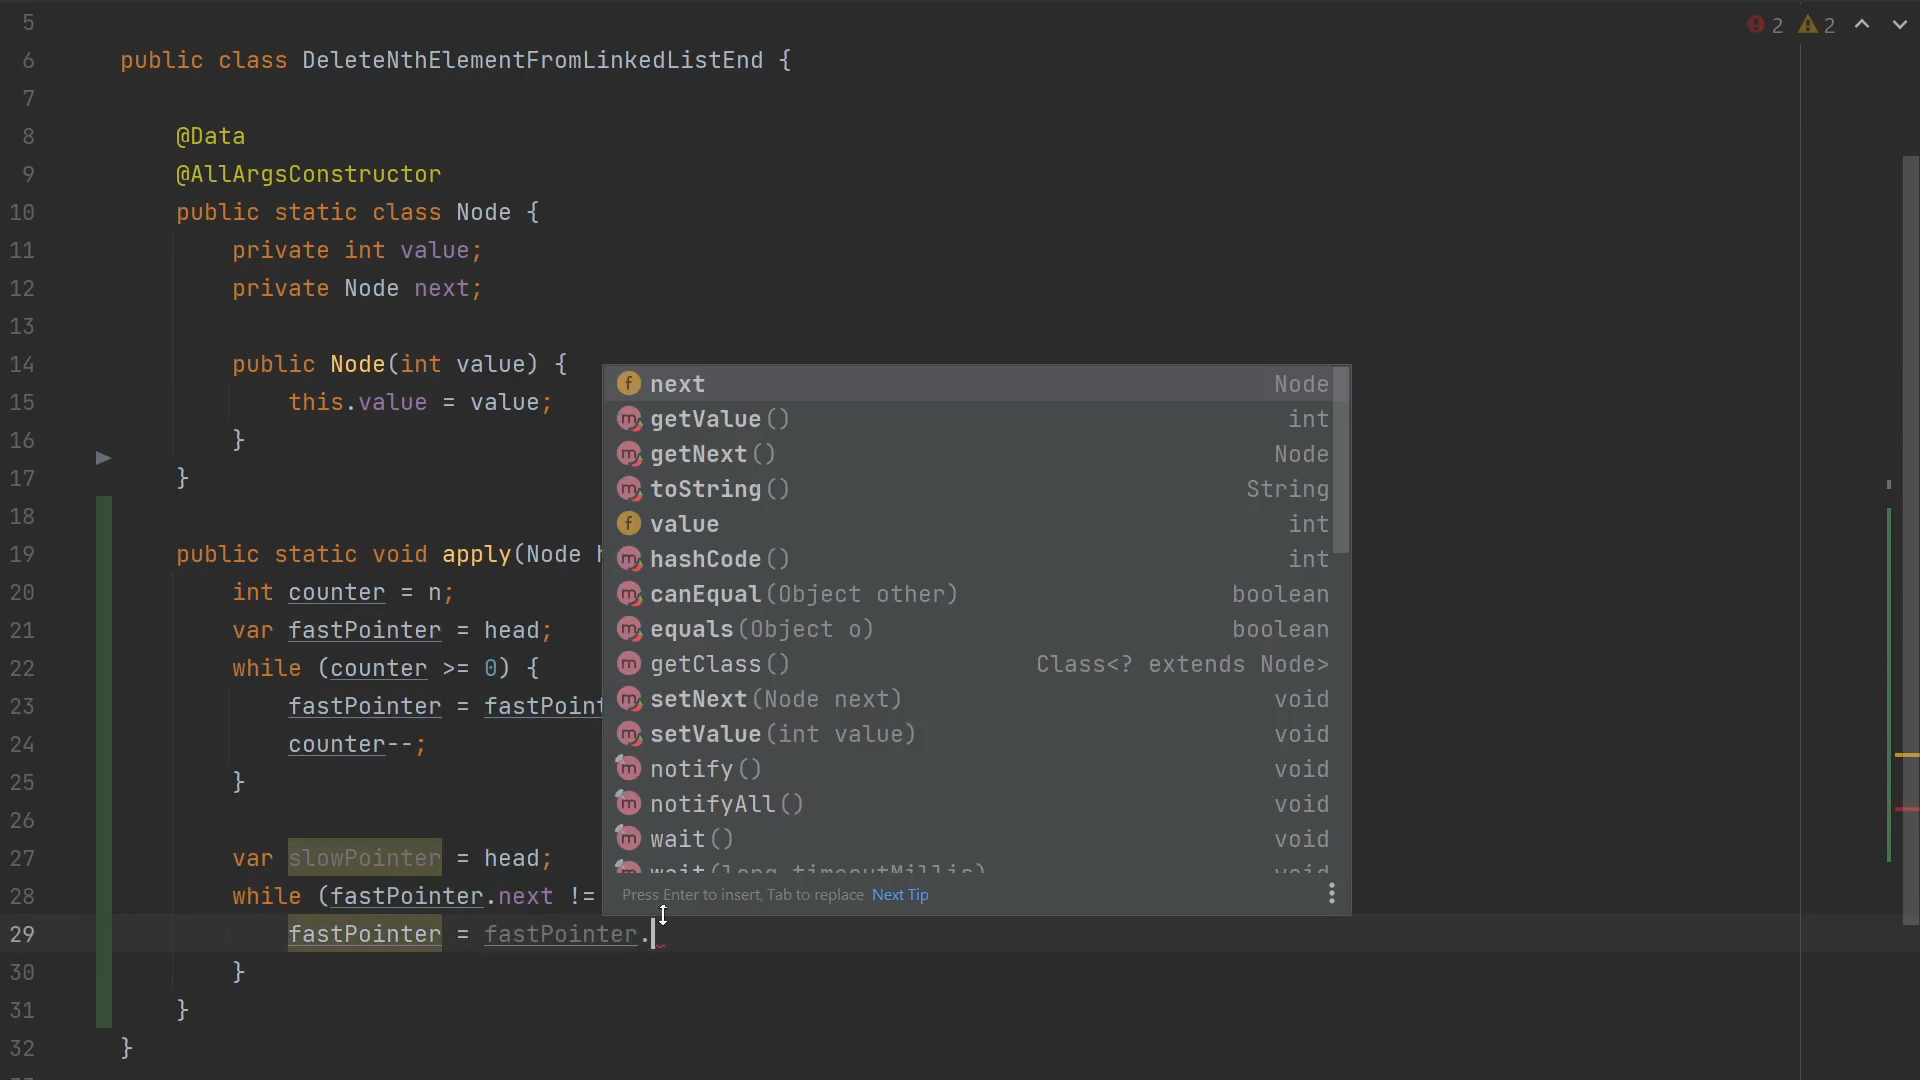 5
2 2
6 public class DeleteNthElementFromLinkedListEnd {
7
8 @Data
9 @AllArgsConstructor
10 public static class Node {
11 private int value;
12 private Node next;
13
14 public Node(int value) {
15 this.value = value;
16 }
17 }
18
19 public static void apply(Node h
20 int counter = n;
21 var fastPointer = head;
22 while (counter >= 0) {
23 fastPointer = fastPoint
24 counter--;
25 }
26
27 var slowPointer = head;
28 while (fastPointer.next !=
29 fastPointer = fastPointer.
30 }
31 }
32 }
f next Node
m getValue() int
m getNext() Node
m toString() String
f value int
m hashCode() int
m canEqual(Object other) boolean
m equals(Object o) boolean
m getClass() Class<? extends Node>
m setNext(Node next) void
m setValue(int value) void
m notify() void
m notifyAll() void
m wait() void
m wait(long timeoutMillis) void
Press Enter to insert, Tab to replace Next Tip